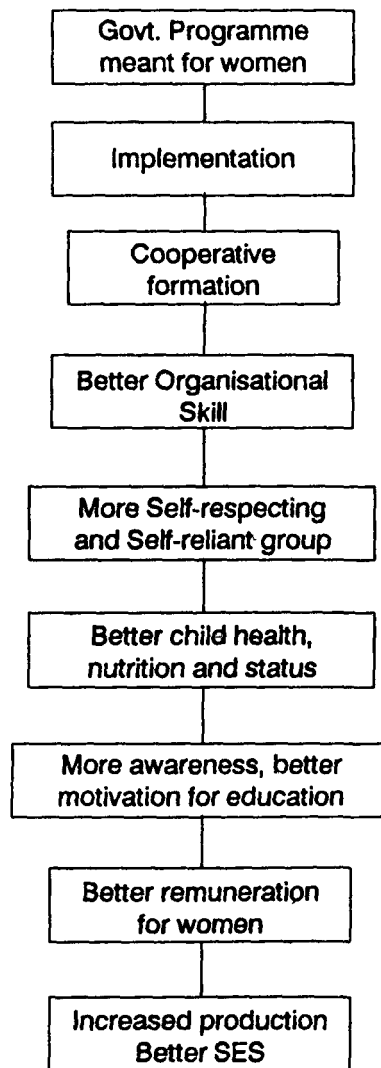 Govt. Programme
meant for women
Implementation
Cooperative
formation
Better Organisational
Skill
More Self-respecting
and Self-reliant group
Better child health,
nutrition and status
More awareness, better
motivation for education
Better remuneration
for women
Increased production
Better SES